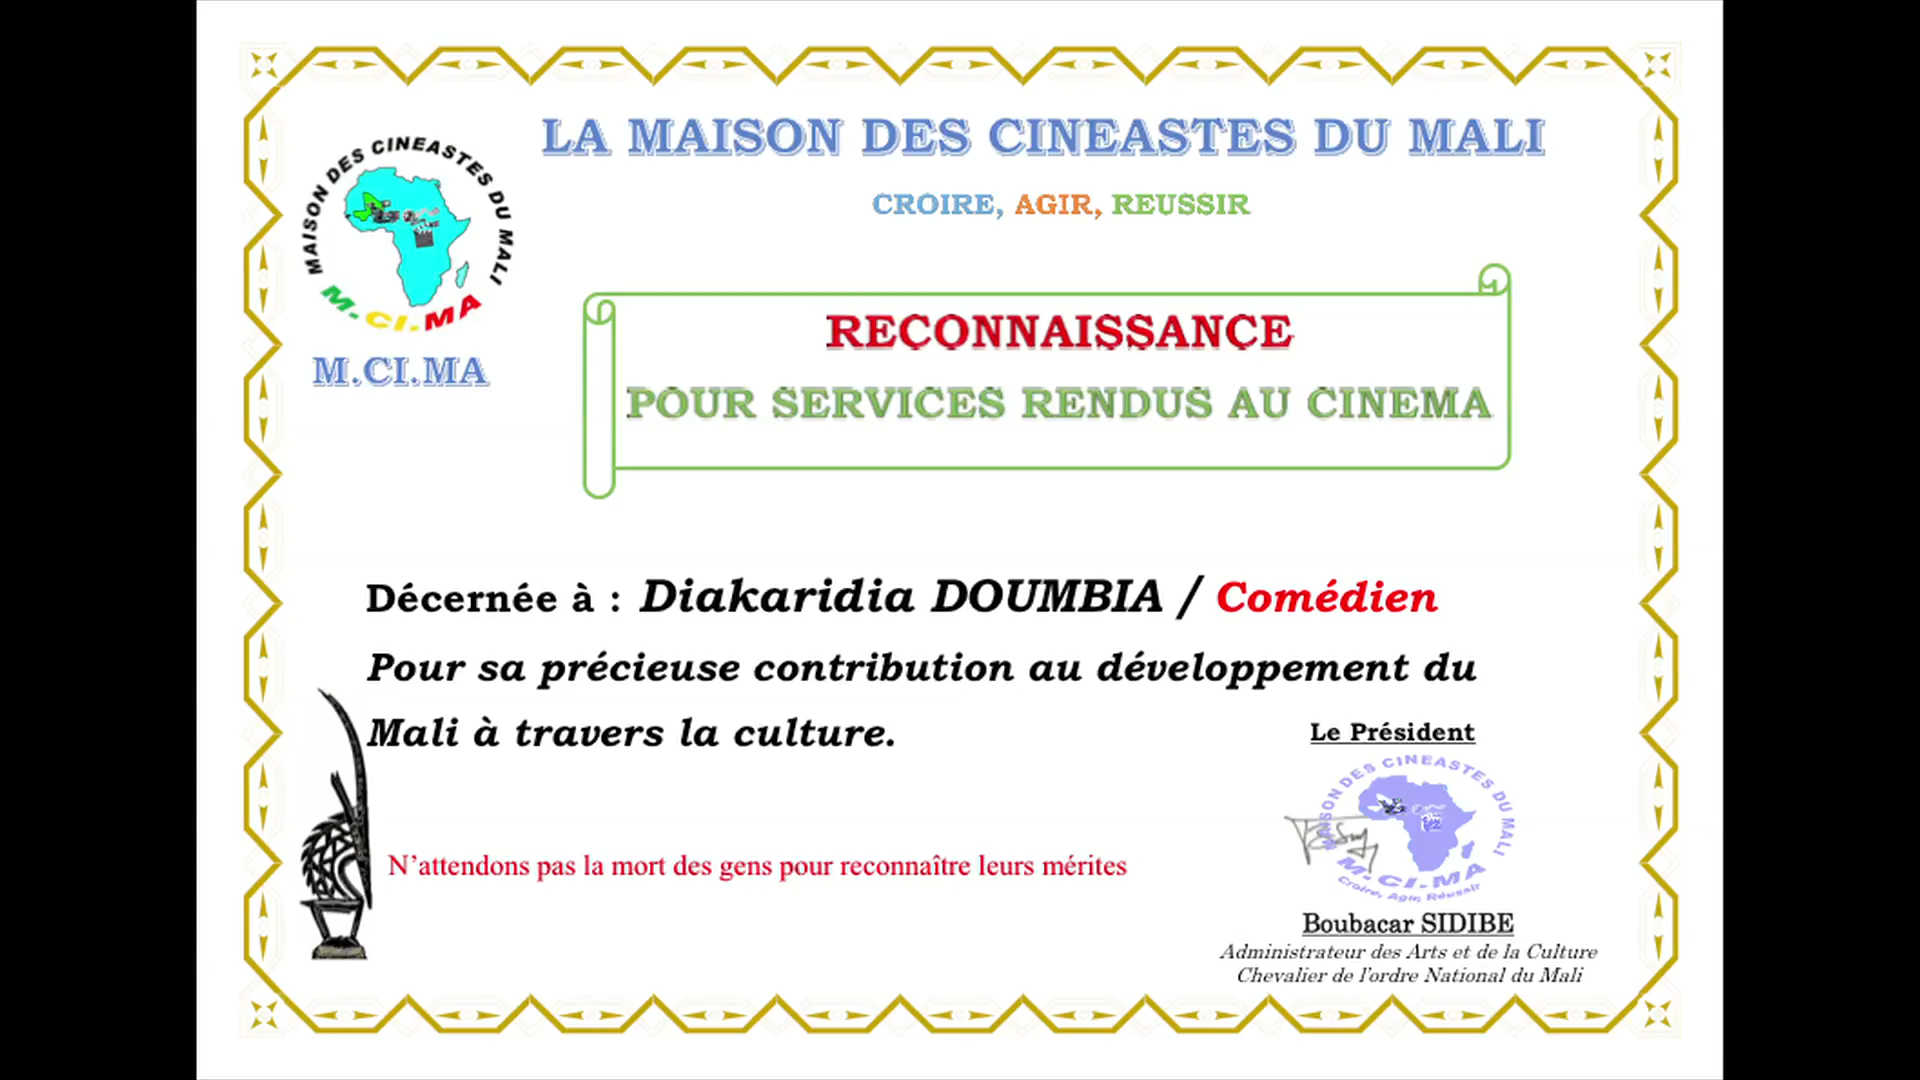 LA MAISON DES CINEASTES DU MALI
CROIRE, AGIR, REUSSIR
MAISON DES CINEASTES DU MALI
M.CI.MA
M.CI.MA
RECONNAISSANCE
POUR SERVICES RENDUS AU CINEMA
Décernée à : Diakaridia DOUMBIA / Comédien
Pour sa précieuse contribution au développement du
Mali à travers la culture.
Le Président
MAISON DES CINEASTES DU MALI
M.CI.MA
Croire, Agir, Réussir
N’attendons pas la mort des gens pour reconnaître leurs mérites
Boubacar SIDIBE
Administrateur des Arts et de la Culture
Chevalier de l'ordre National du Mali